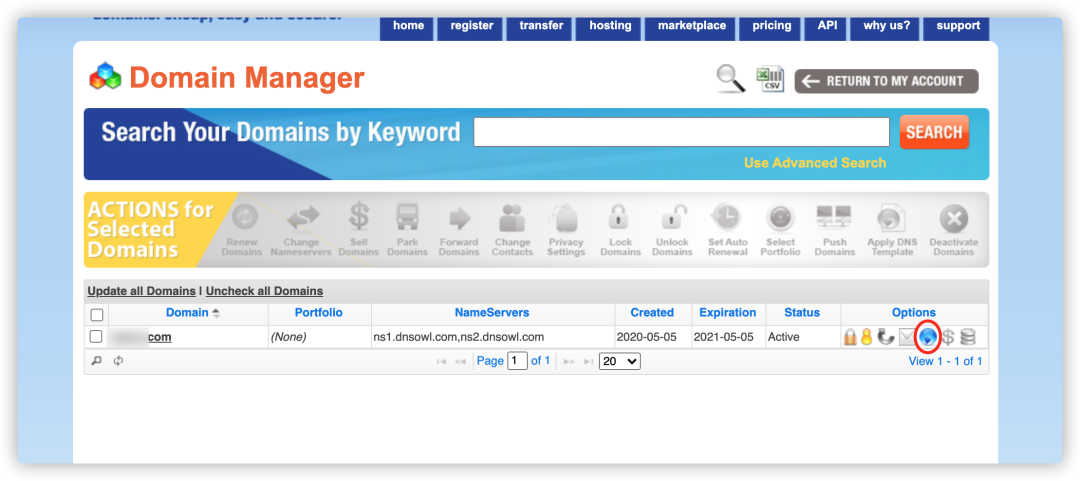 domains. cheap, easy and secure.
home register transfer hosting marketplace pricing API why us? support
Domain Manager
CSV
RETURN TO MY ACCOUNT
Search Your Domains by Keyword
SEARCH
Use Advanced Search
ACTIONS for
Selected
Domains
Renew Domains
Change Nameservers
Sell Domains
Park Domains
Forward Domains
Change Contacts
Privacy Settings
Lock Domains
Unlock Domains
Set Auto Renewal
Select Portfolio
Push Domains
Apply DNS Template
Deactivate Domains
Update all Domains | Uncheck all Domains
Domain Portfolio NameServers Created Expiration Status Options
com (None) ns1.dnsowl.com,ns2.dnsowl.com 2020-05-05 2021-05-05 Active
Page 1 of 1 20 View 1 - 1 of 1